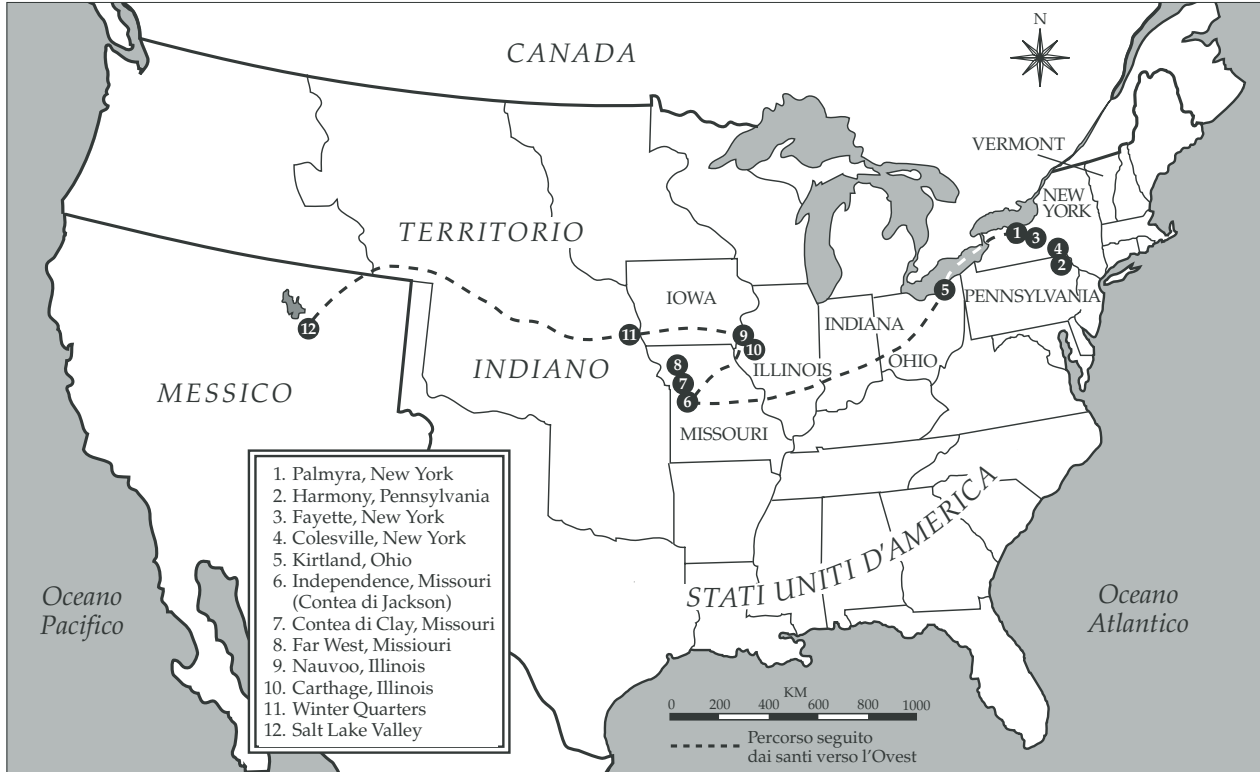 N
CANADA
VERMONT
NEW
YORK
TERRITORIO
1
3
4
2
5
PENNSYLVANIA
IOWA
INDIANA
12
11
9
10
OHIO
INDIANO
8
ILLINOIS
7
MESSICO
6
MISSOURI
STATI UNITI D'AMERICA
1. Palmyra, New York
2. Harmony, Pennsylvania
3. Fayette, New York
4. Colesville, New York
5. Kirtland, Ohio
6. Independence, Missouri
(Contea di Jackson)
7. Contea di Clay, Missouri
8. Far West, Missiouri
9. Nauvoo, Illinois
10. Carthage, Illinois
11. Winter Quarters
12. Salt Lake Valley
Oceano
Pacifico
Oceano
Atlantico
KM
0 200 400 600 800 1000
Percorso seguito
dai santi verso l'Ovest